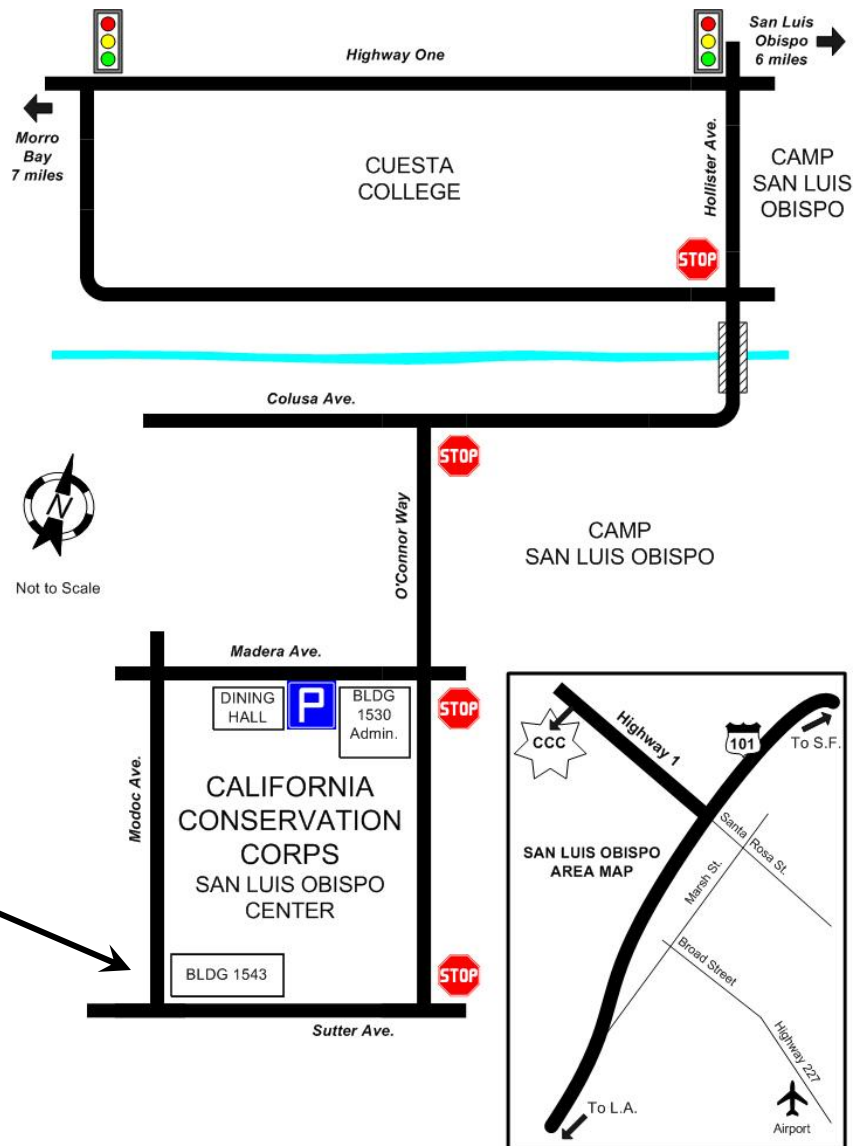 Highway One
San Luis
Obispo
6 miles
Morro
Bay
7 miles
CUESTA
COLLEGE
Hollister Ave.
CAMP
SAN LUIS
OBISPO
STOP
Colusa Ave.
STOP
N
Not to Scale
O'Connor Way
CAMP
SAN LUIS OBISPO
Madera Ave.
DINING
HALL
P
BLDG
1530
Admin.
STOP
Modoc Ave.
CALIFORNIA
CONSERVATION
CORPS
SAN LUIS OBISPO
CENTER
BLDG 1543
STOP
Sutter Ave.
CCC
Highway 1
101
To S.F.
SAN LUIS OBISPO
AREA MAP
Santa Rosa St.
Marsh St.
Broad Street
Highway 227
To L.A.
Airport